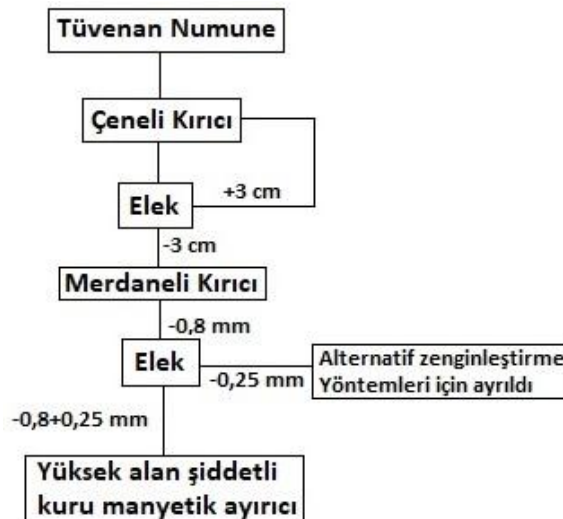 Tüvenan Numune
Çeneli Kırıcı
+3 cm
Elek
-3 cm
Merdaneli Kırıcı
-0,8 mm
Elek
-0,25 mm
Alternatif zenginleştirme
Yöntemleri için ayrıldı
-0,8+0,25 mm
Yüksek alan şiddetli
kuru manyetik ayırıcı